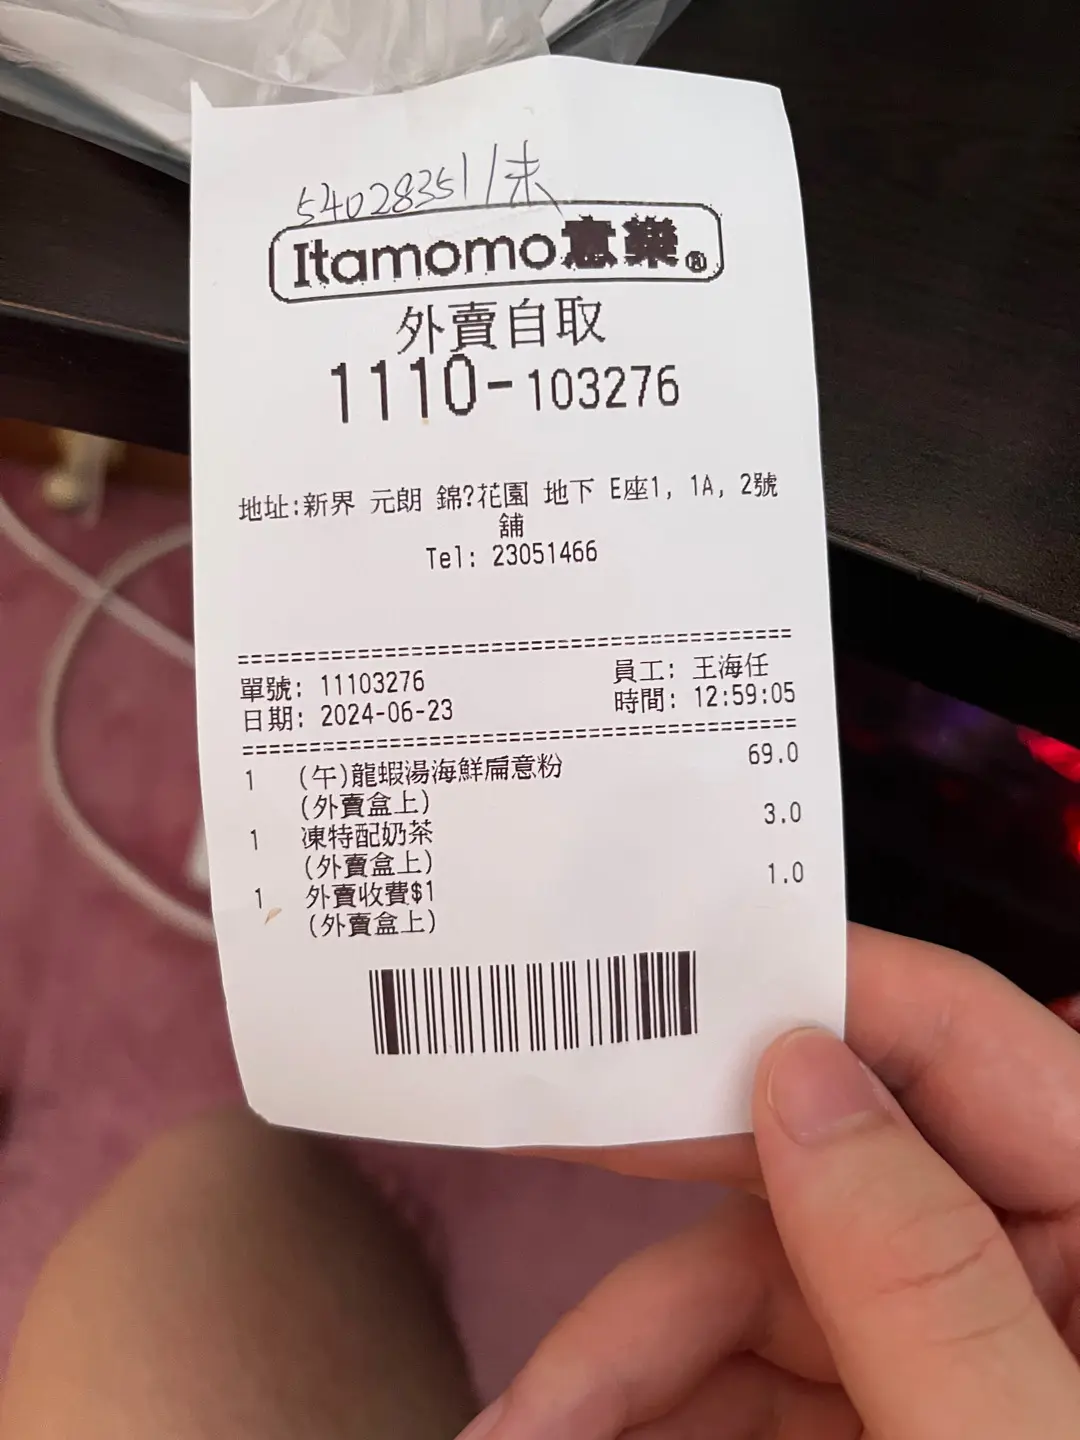 54028351/未
Itamomo意樂®
外賣自取
1110-103276
地址:新界 元朗 錦?花園 地下 E座1, 1A, 2號
舖
Tel: 23051466
單號: 11103276 員工: 王海任
日期: 2024-06-23 時間: 12:59:05
1 (午)龍蝦湯海鮮扁意粉 69.0
(外賣盒上)
1 凍特配奶茶 3.0
(外賣盒上)
1 外賣收費$1 1.0
(外賣盒上)